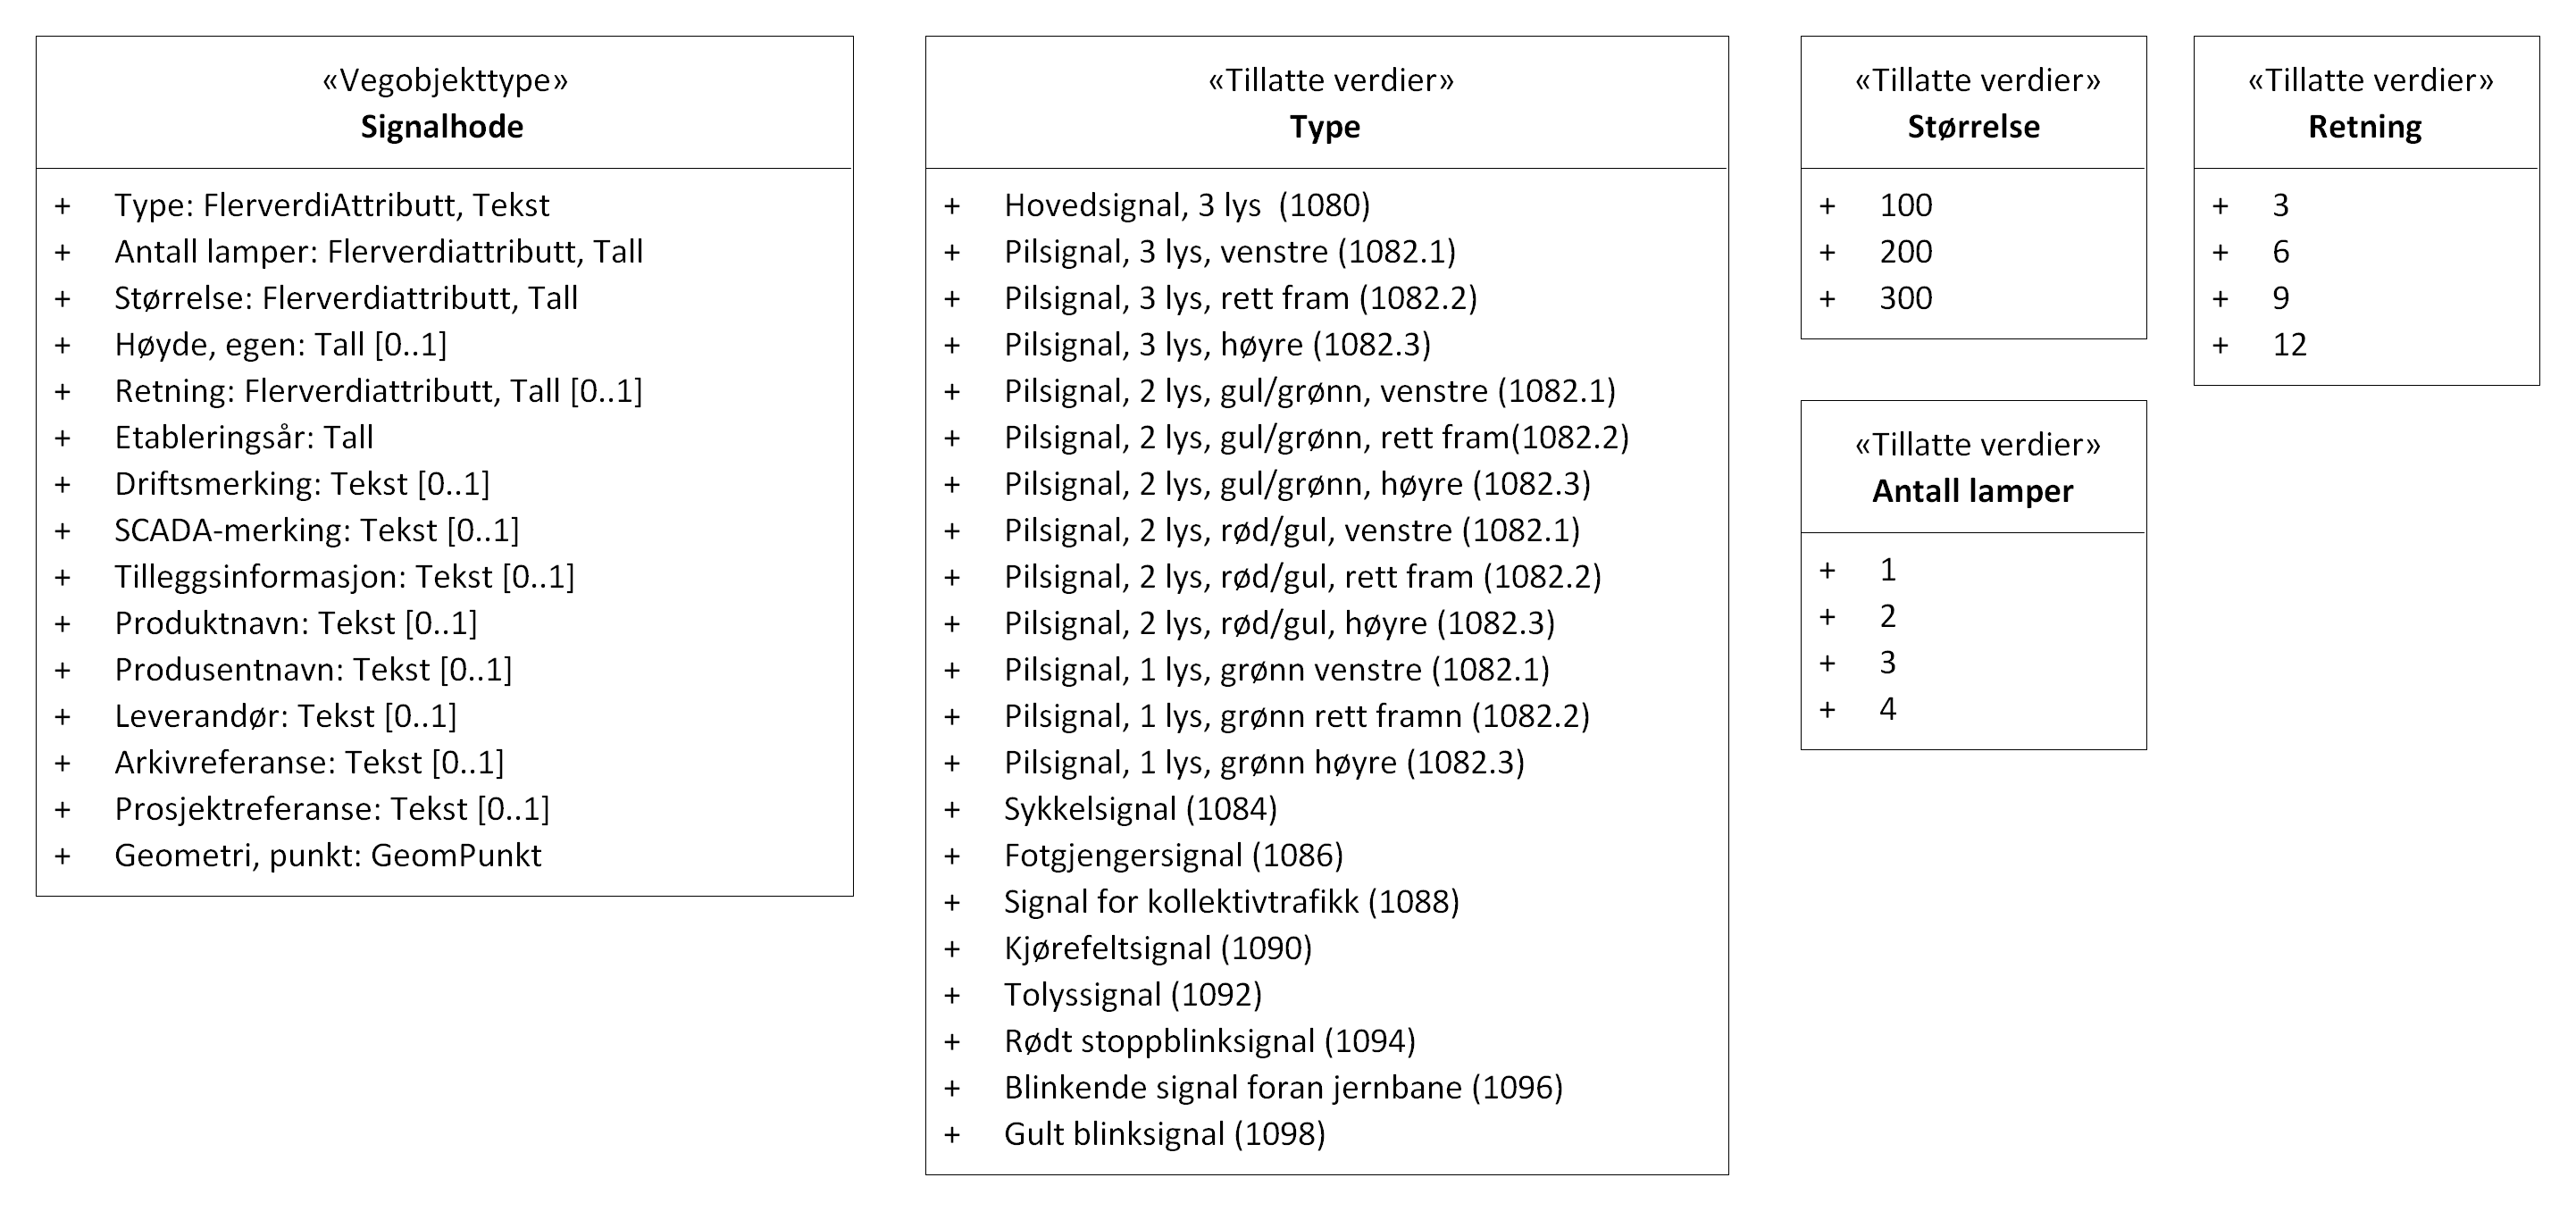 «Vegobjekttype»
Signalhode
+ Type: FlerverdiAttributt, Tekst
+ Antall lamper: Flerverdiattributt, Tall
+ Størrelse: Flerverdiattributt, Tall
+ Høyde, egen: Tall [0..1]
+ Retning: Flerverdiattributt, Tall [0..1]
+ Etableringsår: Tall
+ Driftsmerking: Tekst [0..1]
+ SCADA-merking: Tekst [0..1]
+ Tilleggsinformasjon: Tekst [0..1]
+ Produktnavn: Tekst [0..1]
+ Produsentnavn: Tekst [0..1]
+ Leverandør: Tekst [0..1]
+ Arkivreferanse: Tekst [0..1]
+ Prosjektreferanse: Tekst [0..1]
+ Geometri, punkt: GeomPunkt
«Tillatte verdier»
Type
+ Hovedsignal, 3 lys  (1080)
+ Pilsignal, 3 lys, venstre (1082.1)
+ Pilsignal, 3 lys, rett fram (1082.2)
+ Pilsignal, 3 lys, høyre (1082.3)
+ Pilsignal, 2 lys, gul/grønn, venstre (1082.1)
+ Pilsignal, 2 lys, gul/grønn, rett fram(1082.2)
+ Pilsignal, 2 lys, gul/grønn, høyre (1082.3)
+ Pilsignal, 2 lys, rød/gul, venstre (1082.1)
+ Pilsignal, 2 lys, rød/gul, rett fram (1082.2)
+ Pilsignal, 2 lys, rød/gul, høyre (1082.3)
+ Pilsignal, 1 lys, grønn venstre (1082.1)
+ Pilsignal, 1 lys, grønn rett framn (1082.2)
+ Pilsignal, 1 lys, grønn høyre (1082.3)
+ Sykkelsignal (1084)
+ Fotgjengersignal (1086)
+ Signal for kollektivtrafikk (1088)
+ Kjørefeltsignal (1090)
+ Tolyssignal (1092)
+ Rødt stoppblinksignal (1094)
+ Blinkende signal foran jernbane (1096)
+ Gult blinksignal (1098)
«Tillatte verdier»
Størrelse
+ 100
+ 200
+ 300
«Tillatte verdier»
Antall lamper
+ 1
+ 2
+ 3
+ 4
«Tillatte verdier»
Retning
+ 3
+ 6
+ 9
+ 12